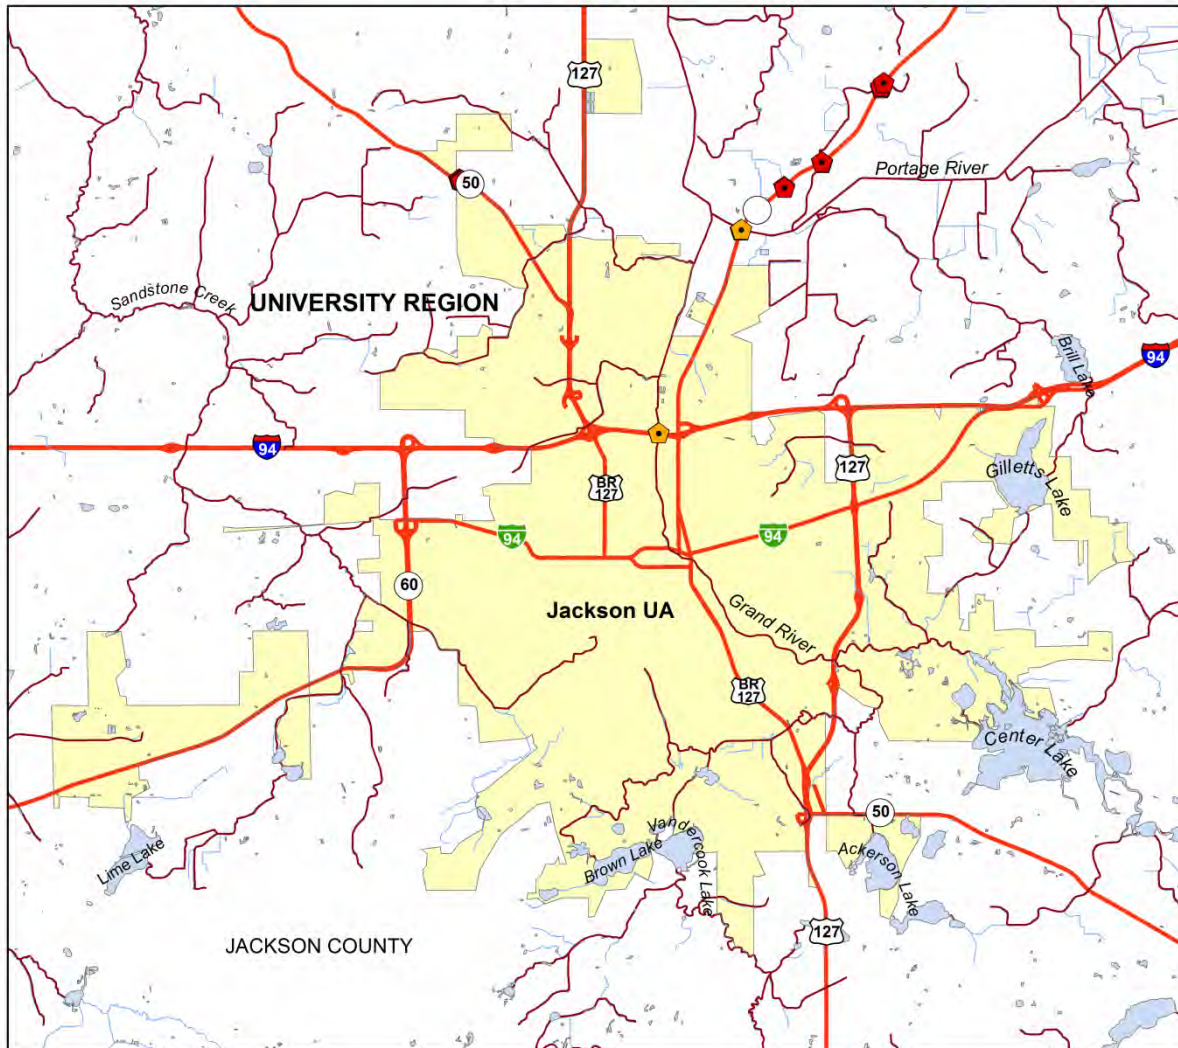 127
Portage River
50
Sandstone Creek
UNIVERSITY REGION
Brill Lake
94
94
127
Gilletts Lake
BR
127
94
94
60
Jackson UA
Grand River
BR
127
Center Lake
50
Vandercook Lake
Brown Lake
Ackerson Lake
Lime Lake
127
JACKSON COUNTY